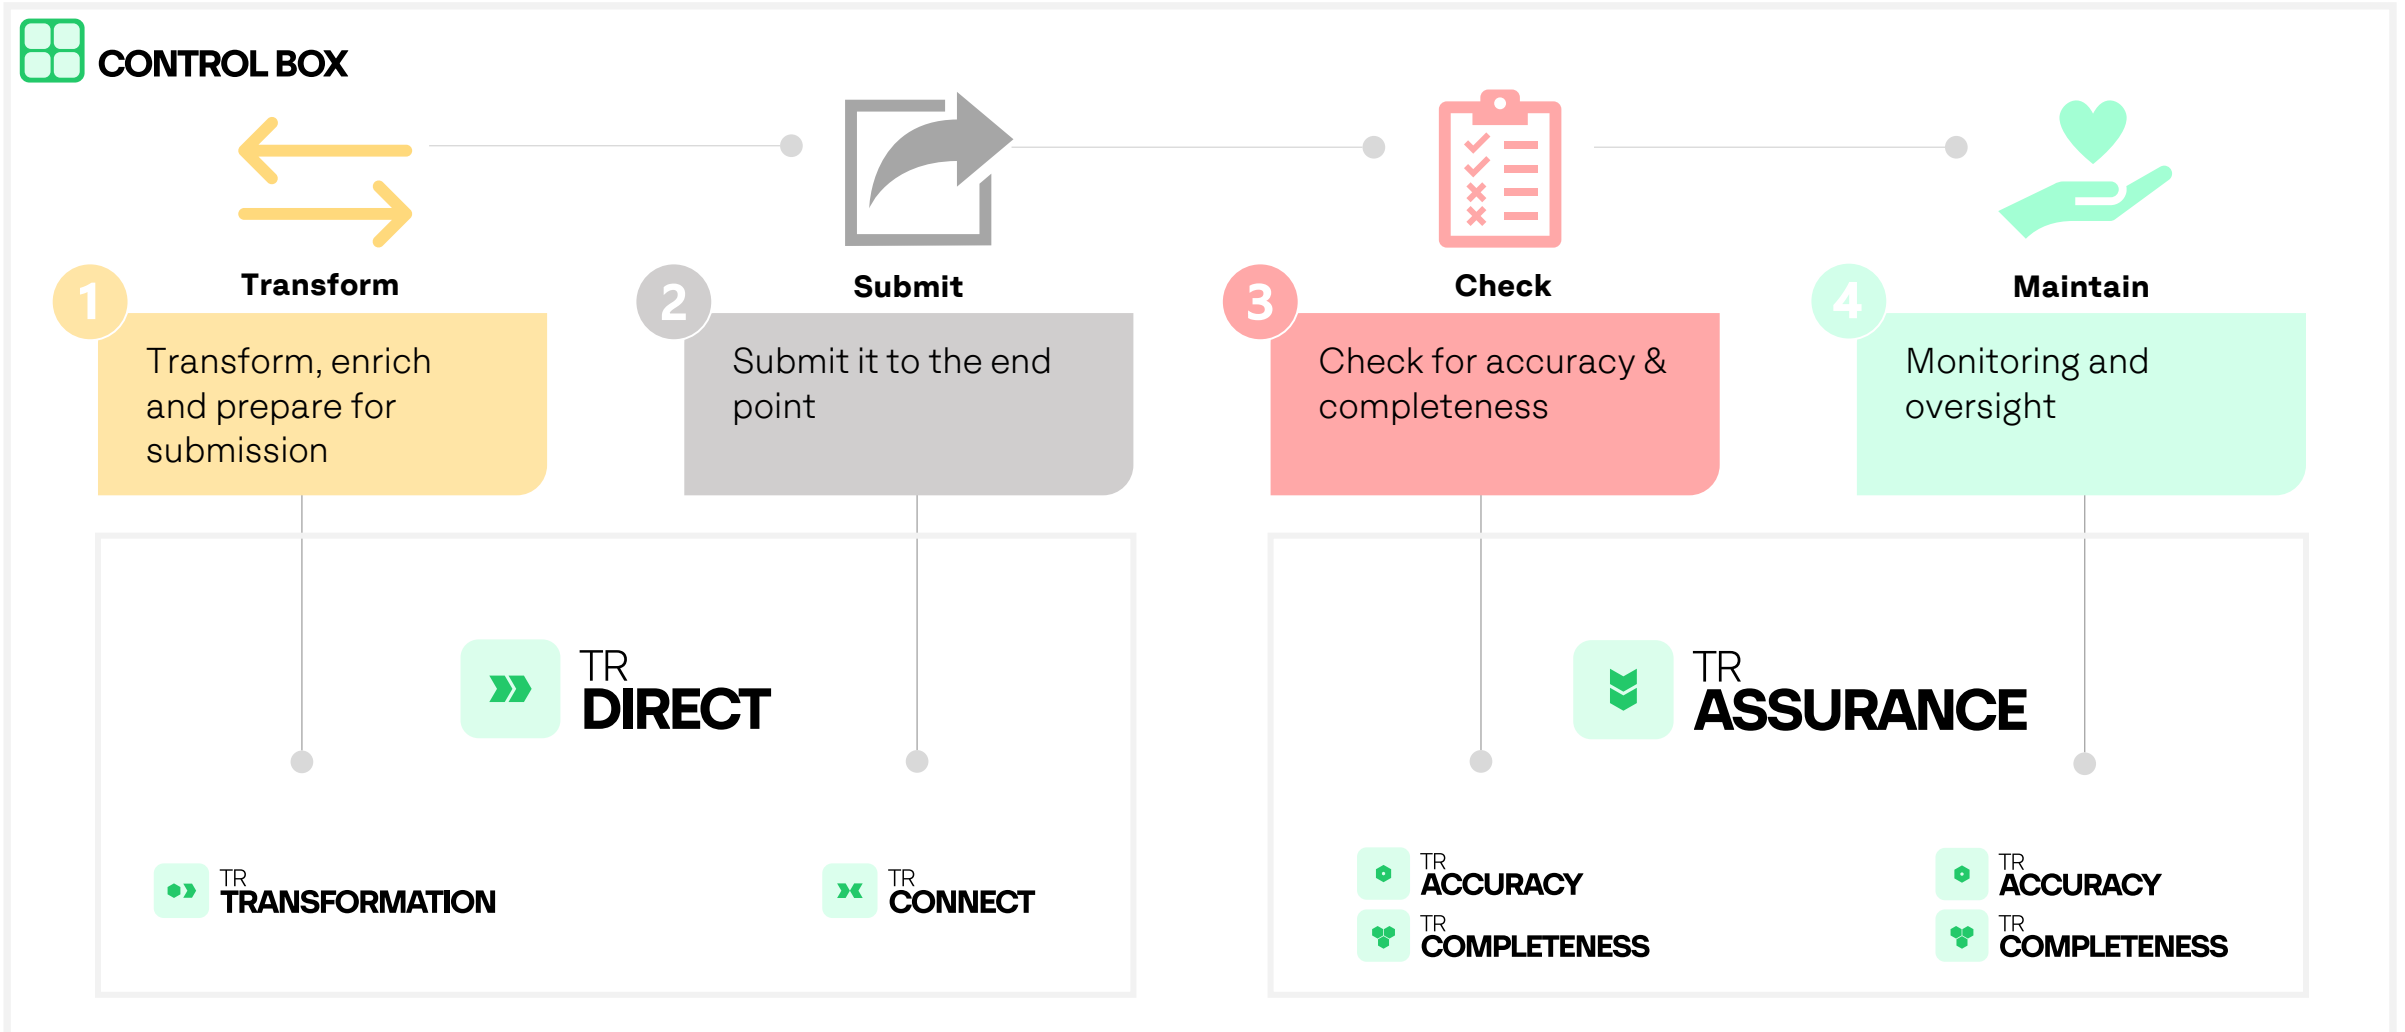 CONTROL BOX
Transform
Submit
Check
Maintain
1
2
3
4
Transform, enrich
and prepare for
submission
Submit it to the end
point
Check for accuracy &
completeness
Monitoring and
oversight
TR
DIRECT
TR
ASSURANCE
TR
TRANSFORMATION
TR
CONNECT
TR
ACCURACY
TR
COMPLETENESS
TR
ACCURACY
TR
COMPLETENESS